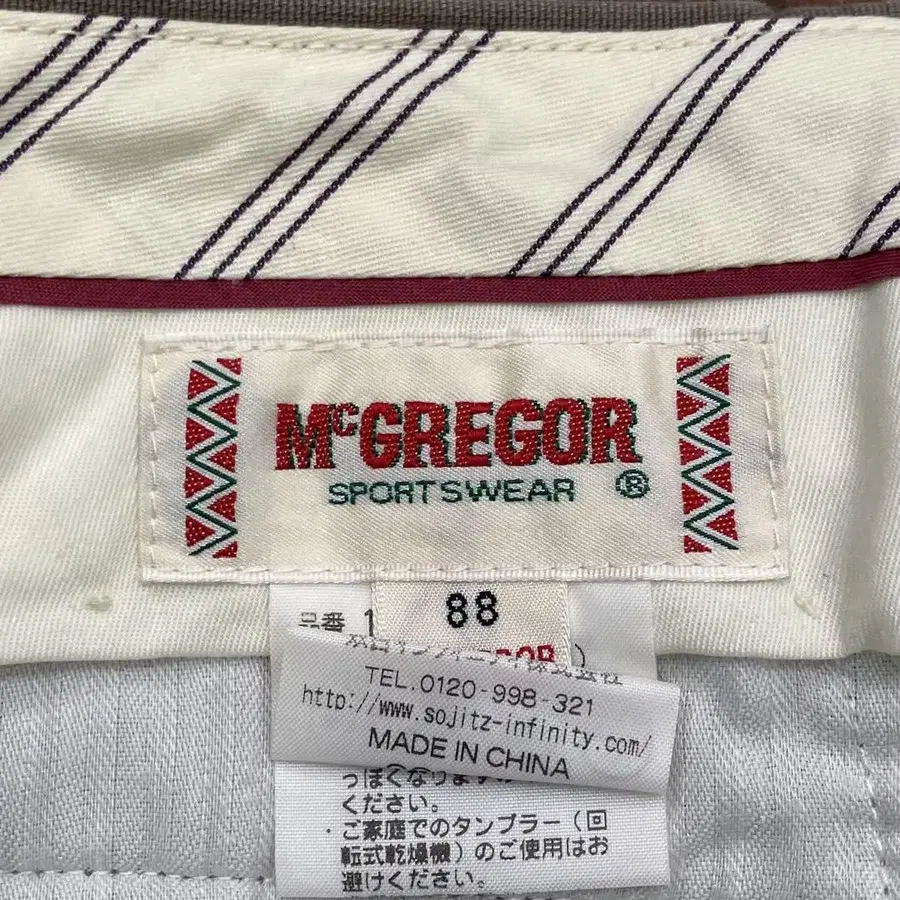 McGREGOR
SPORTSWEAR ®
88
品番 1
TEL.0120-998-321
http://www.sojitz-infinity.com/
MADE IN CHINA
っぽくなります
ください。
・ご家庭でのタンブラー（回
転式乾燥機）のご使用はお
避けください。